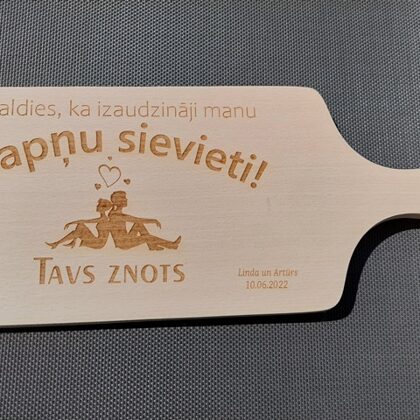 aldies, ka izaudzināji manu
apņu sievieti!
TAVS ZNOTS
Linda un Artūrs
10.06.2022